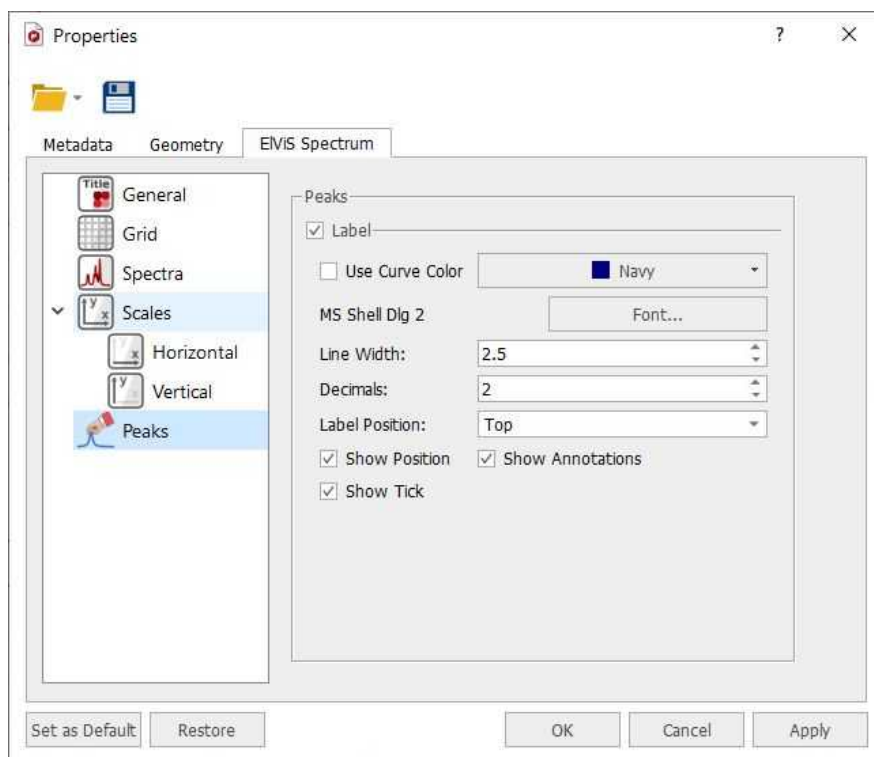 Properties
?
Metadata
Geometry
ElViS Spectrum
Title
General
Grid
Spectra
y
x
Scales
x
Horizontal
y
Vertical
Peaks
Peaks
Label
Use Curve Color
Navy
MS Shell Dlg 2
Font...
Line Width:
2.5
Decimals:
2
Label Position:
Top
Show Position
Show Annotations
Show Tick
Set as Default
Restore
OK
Cancel
Apply